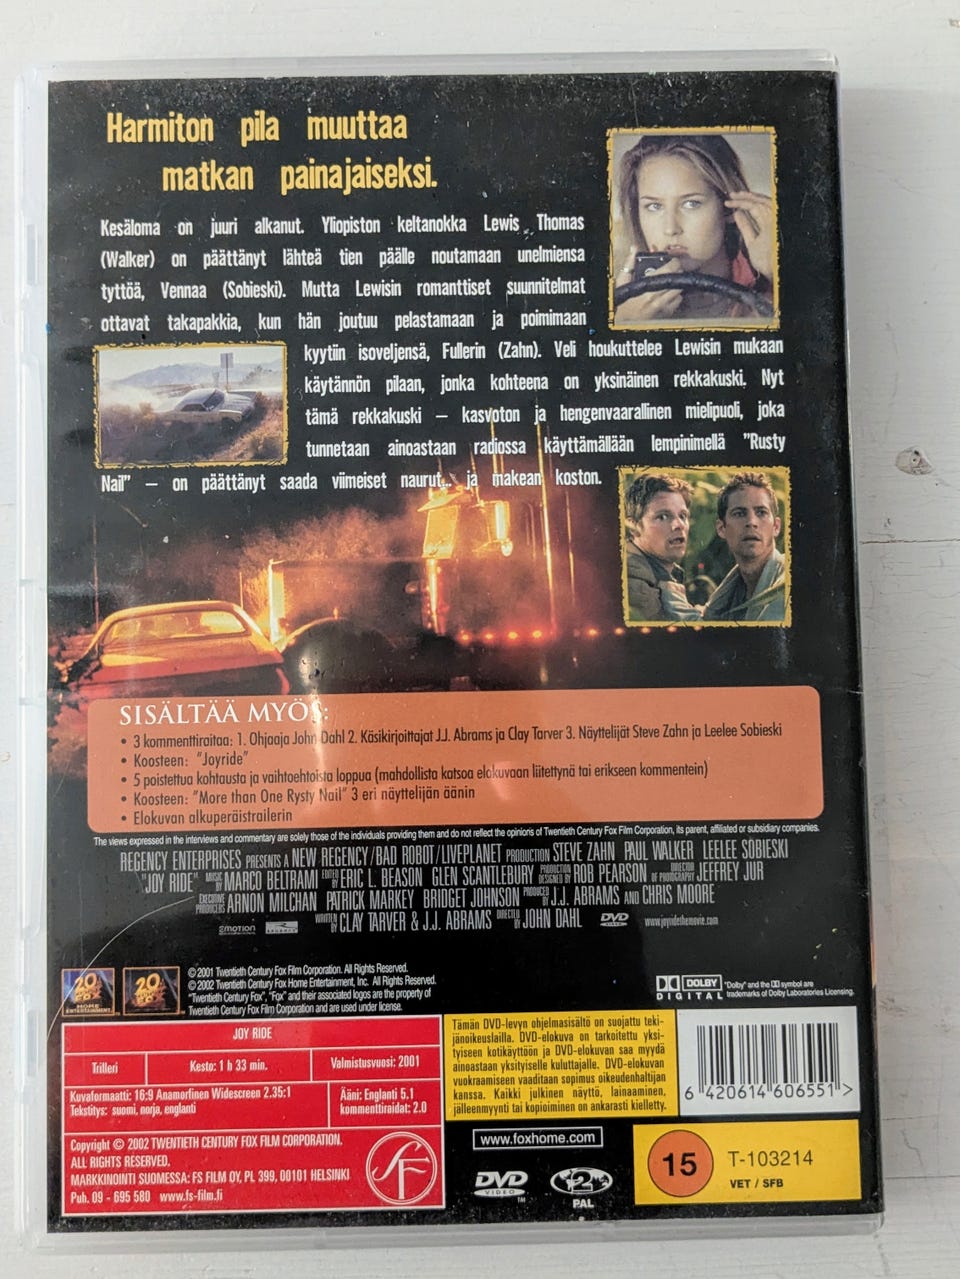 Harmiton pila muuttaa
matkan painajaiseksi.
Kesäloma on juuri alkanut. Yliopiston keltanokka Lewis Thomas
(Walker) on päättänyt lähteä tien päälle noutamaan unelmiensa
tyttöä, Vennaa (Sobieski). Mutta Lewisin romanttiset suunnitelmat
ottavat takapakkia, kun hän joutuu pelastamaan ja poimimaan
kyytiin isoveljensä, Fullerin (Zahn). Veli houkuttelee Lewisin mukaan
käytännön pilaan, jonka kohteena on yksinäinen rekkakuski. Nyt
tämä rekkakuski – kasvoton ja hengenvaarallinen mielipuoli, joka
tunnetaan ainoastaan radiossa käyttämällään lempinimellä "Rusty
Nail" – on päättänyt saada viimeiset naurut... ja makean koston.
SISÄLTÄÄ MYÖS:
• 3 kommenttiraitaa: 1. Ohjaaja John Dahl 2. Käsikirjoittajat J.J. Abrams ja Clay Tarver 3. Näyttelijät Steve Zahn ja Leelee Sobieski
• Koosteen: "Joyride"
• 5 poistettua kohtausta ja vaihtoehtoista loppua (mahdollista katsoa elokuvaan liitettynä tai erikseen kommentein)
• Koosteen: "More than One Rysty Nail" 3 eri näyttelijän äänin
• Elokuvan alkuperäistrailerin
The views expressed in the interviews and commentary are solely those of the individuals providing them and do not reflect the opinions of Twentieth Century Fox Film Corporation, its parent, affiliated or subsidiary companies.
REGENCY ENTERPRISES PRESENTS A NEW REGENCY/BAD ROBOT/LIVEPLANET PRODUCTION STEVE ZAHN PAUL WALKER LEELEE SOBIESKI
"JOY RIDE" MUSIC BY MARCO BELTRAMI EDITED BY ERIC L. BEASON GLEN SCANTLEBURY PRODUCTION DESIGNED BY ROB PEARSON DIRECTOR OF PHOTOGRAPHY JEFFREY JUR
EXECUTIVE PRODUCERS ARNON MILCHAN PATRICK MARKEY BRIDGET JOHNSON PRODUCED BY J.J. ABRAMS AND CHRIS MOORE
WRITTEN BY CLAY TARVER & J.J. ABRAMS DIRECTED BY JOHN DAHL DVD www.joyridethemovie.com
EMOTION REGENCY
© 2001 Twentieth Century Fox Film Corporation. All Rights Reserved.
© 2002 Twentieth Century Fox Home Entertainment, Inc. All Rights Reserved.
"Twentieth Century Fox", "Fox" and their associated logos are the property of
Twentieth Century Fox Film Corporation and are used under license.
20 FOX HOME ENTERTAINMENT
20 FOX
DOLBY DIGITAL
"Dolby" and the DD symbol are
trademarks of Dolby Laboratories Licensing.
JOY RIDE
Trilleri
Kesto: 1 h 33 min.
Valmistusvuosi: 2001
Kuvaformaatti: 16:9 Anamorfinen Widescreen 2.35:1
Tekstitys: suomi, norja, englanti
Ääni: Englanti 5.1
kommenttiraidat: 2.0
Copyright © 2002 TWENTIETH CENTURY FOX FILM CORPORATION.
ALL RIGHTS RESERVED.
MARKKINOINTI SUOMESSA: FS FILM OY, PL 399, 00101 HELSINKI
Puh. 09 - 695 580 www.fs-film.fi
SF
Tämän DVD-levyn ohjelmasisältö on suojattu teki-
jänoikeuslailla. DVD-elokuva on tarkoitettu yksi-
tyiseen kotikäyttöön ja DVD-elokuvan saa myydä
ainoastaan yksityiselle kuluttajalle. DVD-elokuvan
vuokraamiseen vaaditaan sopimus oikeudenhaltijan
kanssa. Kaikki julkinen näyttö, lainaaminen,
jälleenmyynti tai kopioiminen on ankarasti kielletty.
6 420614 606551 >
www.foxhome.com
DVD VIDEO
2
PAL
15
T-103214
VET / SFB